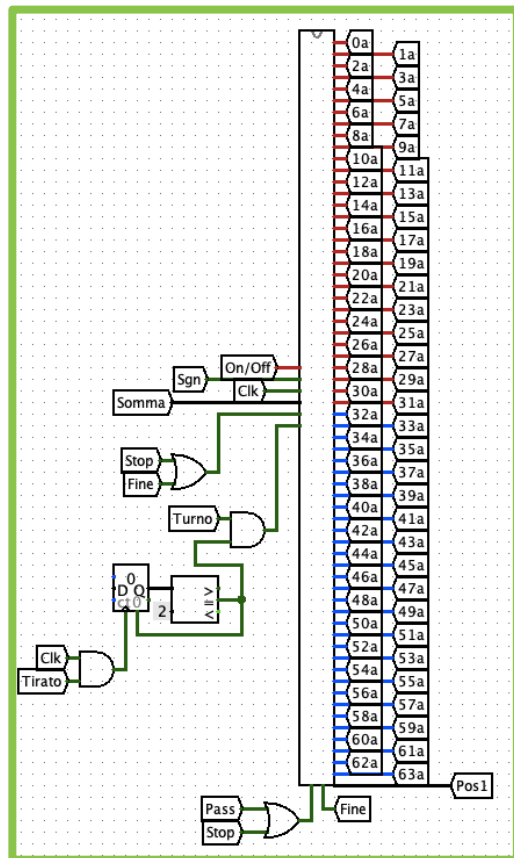 0a
1a
2a
3a
4a
5a
6a
7a
8a
9a
10a
11a
12a
13a
14a
15a
16a
17a
18a
19a
20a
21a
22a
23a
24a
25a
26a
27a
28a
29a
30a
31a
32a
33a
34a
35a
36a
37a
38a
39a
40a
41a
42a
43a
44a
45a
46a
47a
48a
49a
50a
51a
52a
53a
54a
55a
56a
57a
58a
59a
60a
61a
62a
63a
On/Off
Sgn
Clk
Somma
Stop
Fine
Turno
0
D Q
ct 0
2
>
=
<
Clk
Tirato
Pos1
Pass
Fine
Stop